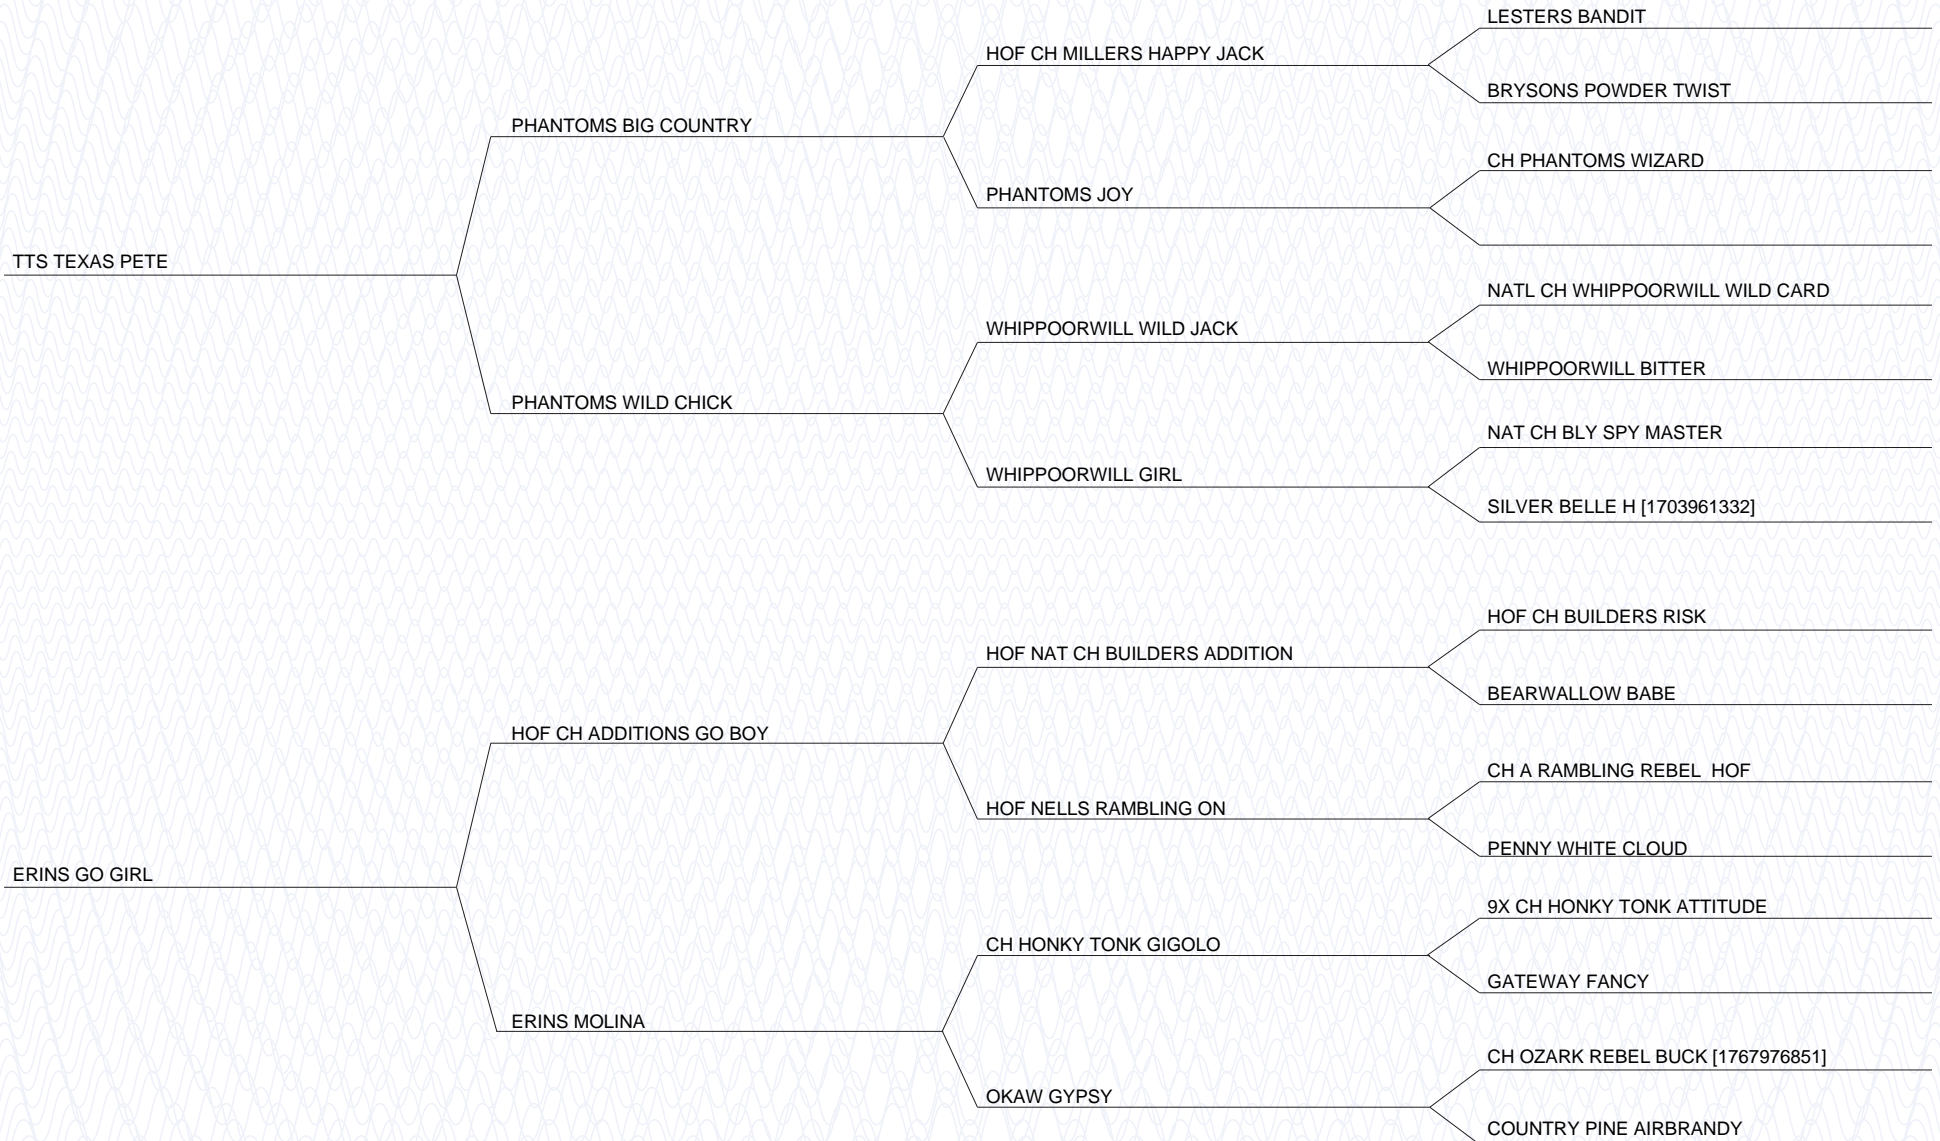 LESTERS BANDIT
HOF CH MILLERS HAPPY JACK
BRYSONS POWDER TWIST
PHANTOMS BIG COUNTRY
CH PHANTOMS WIZARD
PHANTOMS JOY
TTS TEXAS PETE
NATL CH WHIPPOORWILL WILD CARD
WHIPPOORWILL WILD JACK
WHIPPOORWILL BITTER
PHANTOMS WILD CHICK
NAT CH BLY SPY MASTER
WHIPPOORWILL GIRL
SILVER BELLE H [1703961332]
HOF CH BUILDERS RISK
HOF NAT CH BUILDERS ADDITION
BEARWALLOW BABE
HOF CH ADDITIONS GO BOY
CH A RAMBLING REBEL  HOF
HOF NELLS RAMBLING ON
PENNY WHITE CLOUD
ERINS GO GIRL
9X CH HONKY TONK ATTITUDE
CH HONKY TONK GIGOLO
GATEWAY FANCY
ERINS MOLINA
CH OZARK REBEL BUCK [1767976851]
OKAW GYPSY
COUNTRY PINE AIRBRANDY